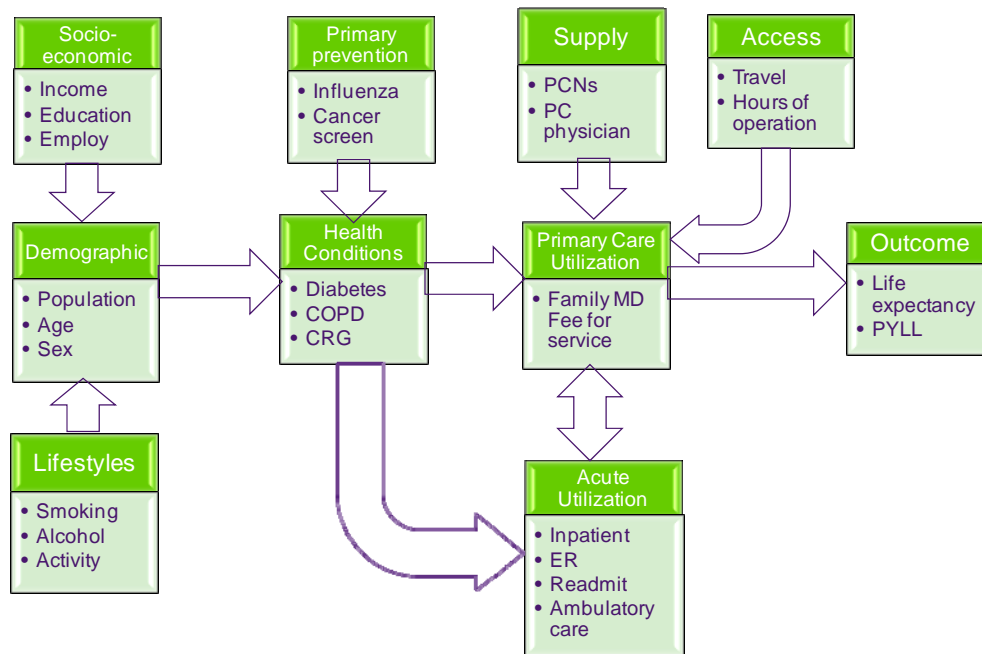 Socio-
economic
• Income
• Education
• Employ
Primary
prevention
• Influenza
• Cancer
screen
Supply
• PCNs
• PC
physician
Access
• Travel
• Hours of
operation
Demographic
• Population
• Age
• Sex
Health
Conditions
• Diabetes
• COPD
• CRG
Primary Care
Utilization
• Family MD
Fee for
service
Outcome
• Life
expectancy
• PYLL
Lifestyles
• Smoking
• Alcohol
• Activity
Acute
Utilization
• Inpatient
• ER
• Readmit
• Ambulatory
care